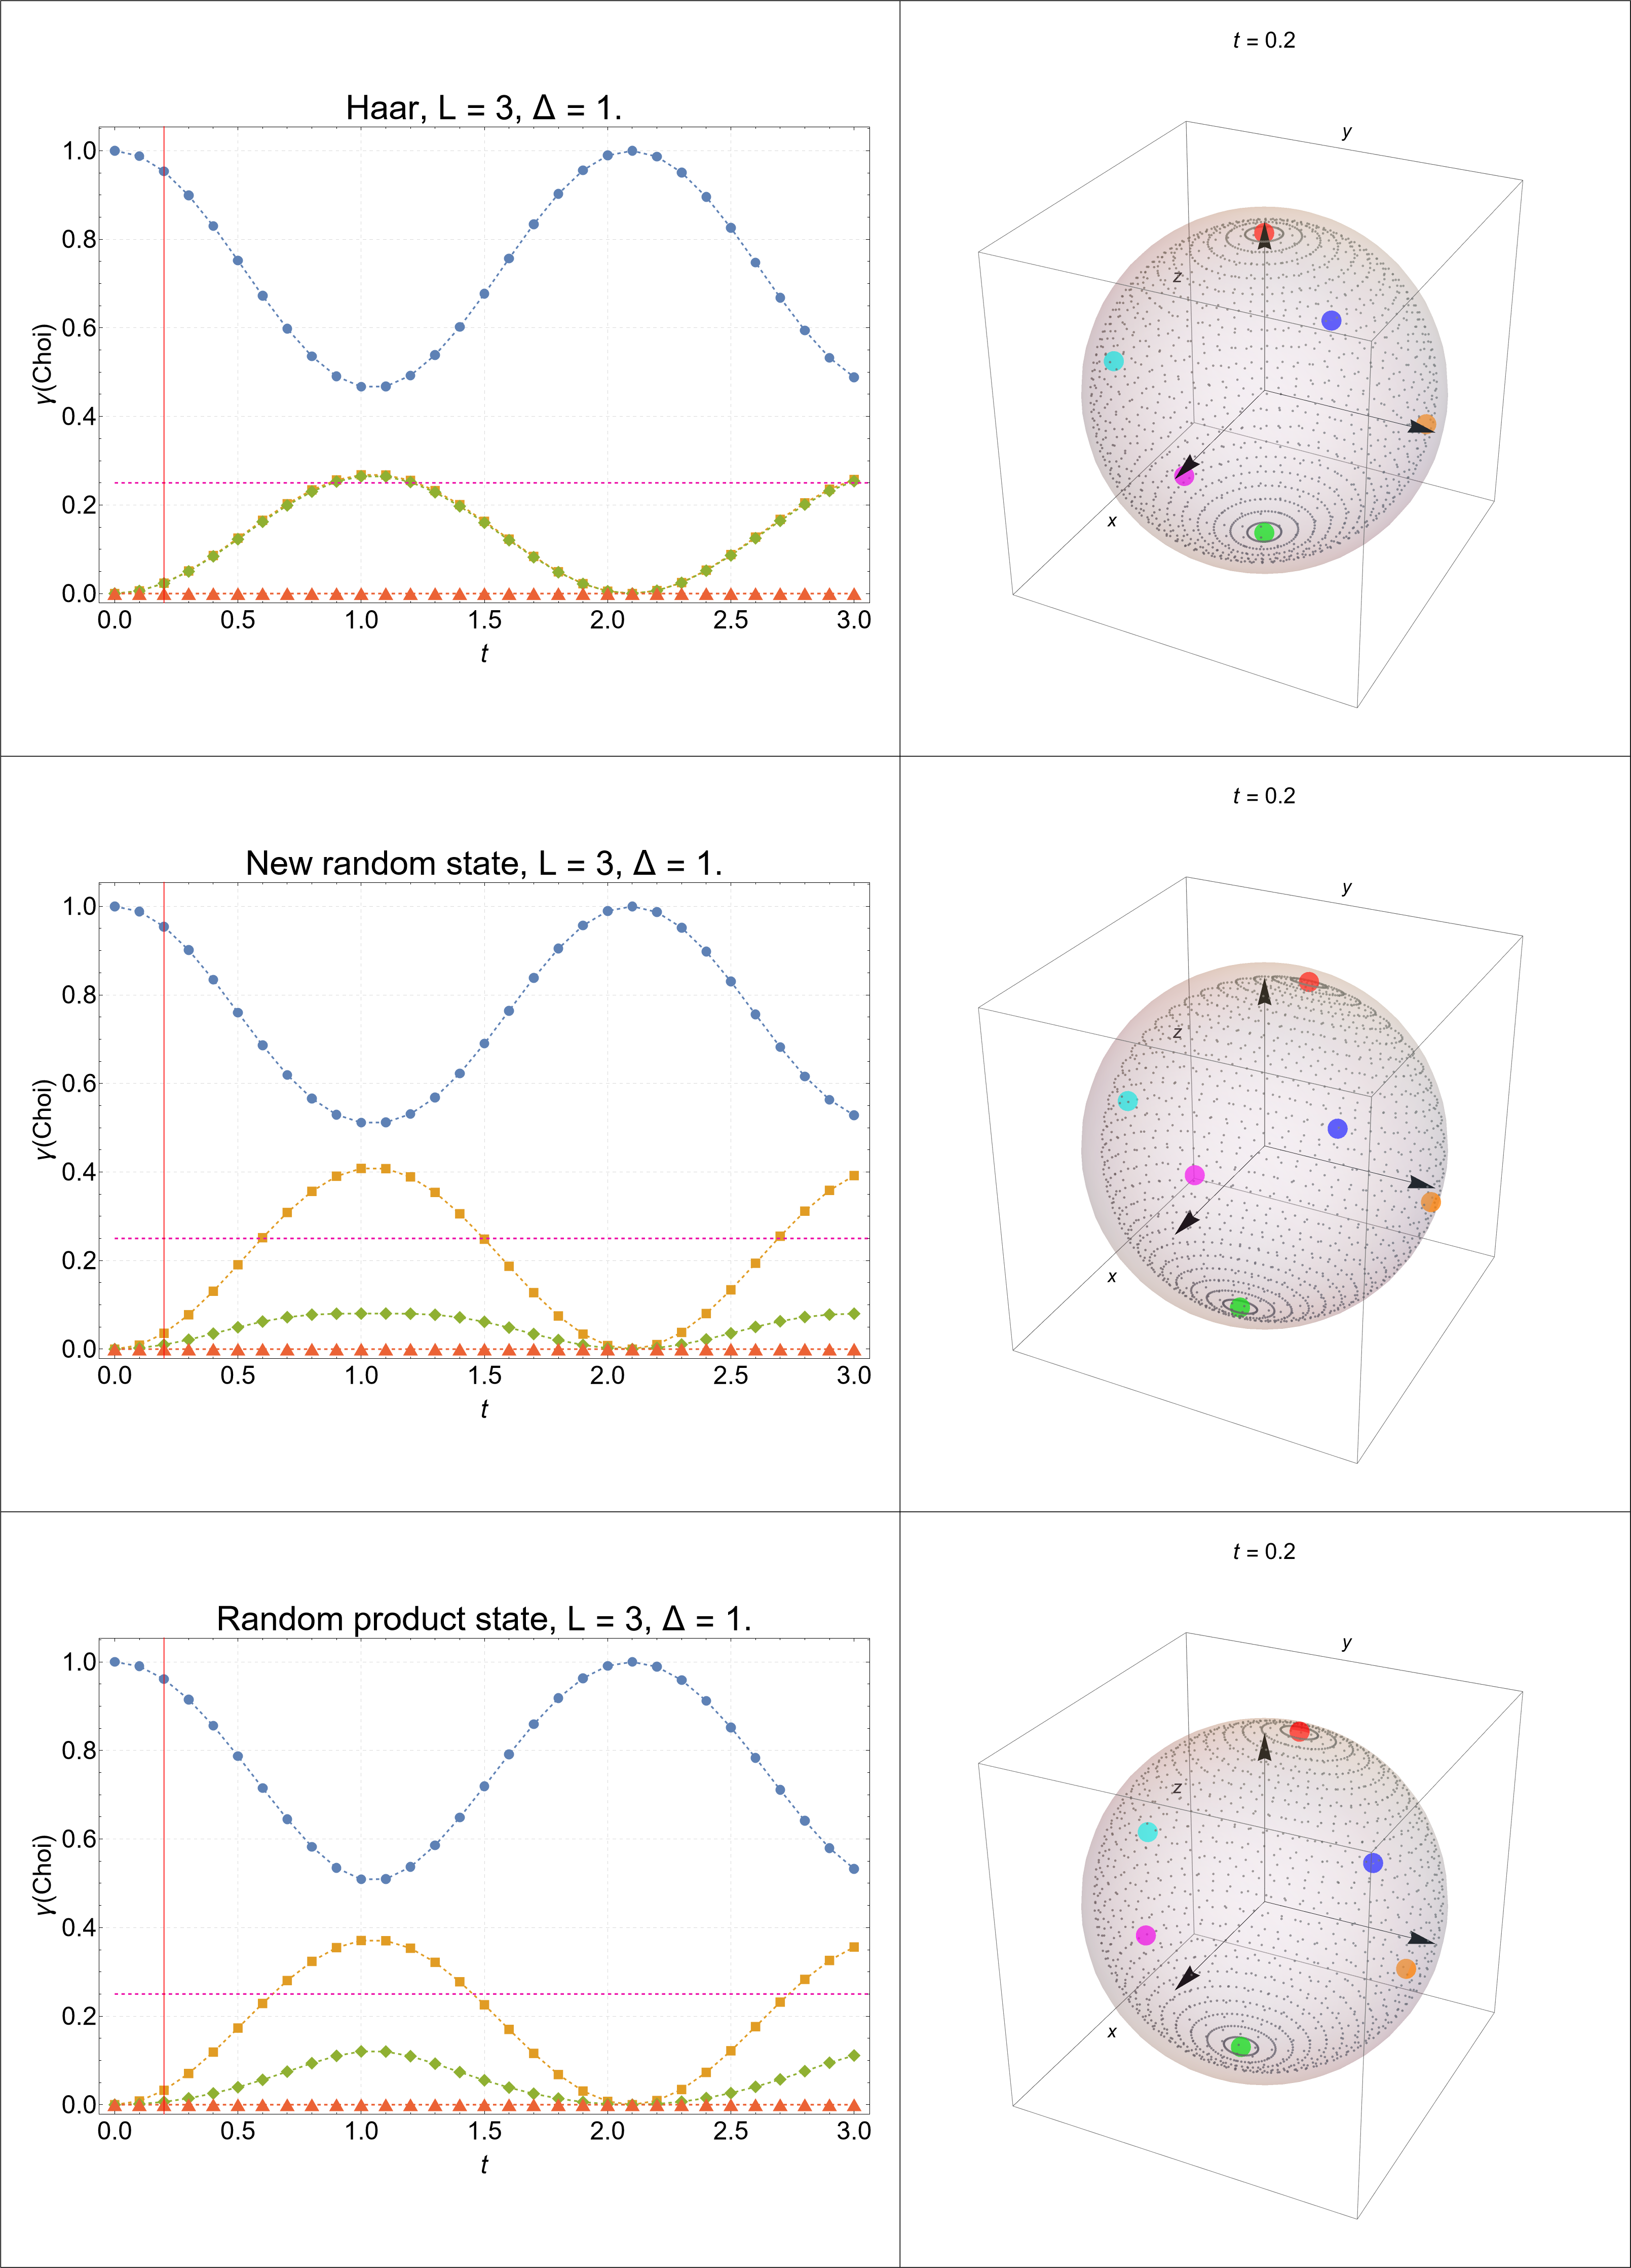 t = 0.2
Haar, L = 3, Δ = 1.
y
z
x
γ(Choi)
1.0
0.8
0.6
0.4
0.2
0.0
0.0 0.5 1.0 1.5 2.0 2.5 3.0
t
t = 0.2
New random state, L = 3, Δ = 1.
y
z
x
γ(Choi)
1.0
0.8
0.6
0.4
0.2
0.0
0.0 0.5 1.0 1.5 2.0 2.5 3.0
t
t = 0.2
Random product state, L = 3, Δ = 1.
y
z
x
γ(Choi)
1.0
0.8
0.6
0.4
0.2
0.0
0.0 0.5 1.0 1.5 2.0 2.5 3.0
t